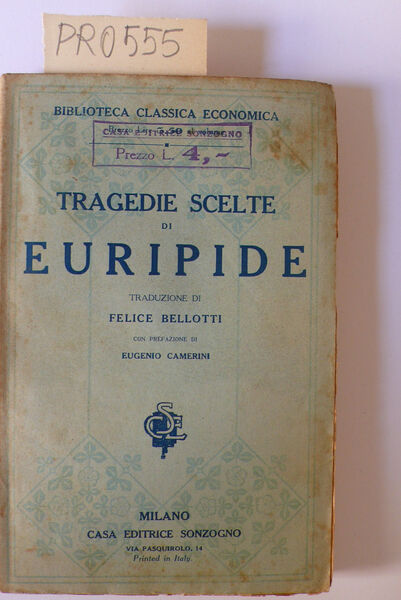 PRO555
BIBLIOTECA CLASSICA ECONOMICA
CASA EDITRICE SONZOGNO
Prezzo L. 4,-
TRAGEDIE SCELTE
DI
EURIPIDE
TRADUZIONE DI
FELICE BELLOTTI
CON PREFAZIONE DI
EUGENIO CAMERINI
MILANO
CASA EDITRICE SONZOGNO
VIA PASQUIROLO, 14
Printed in Italy.